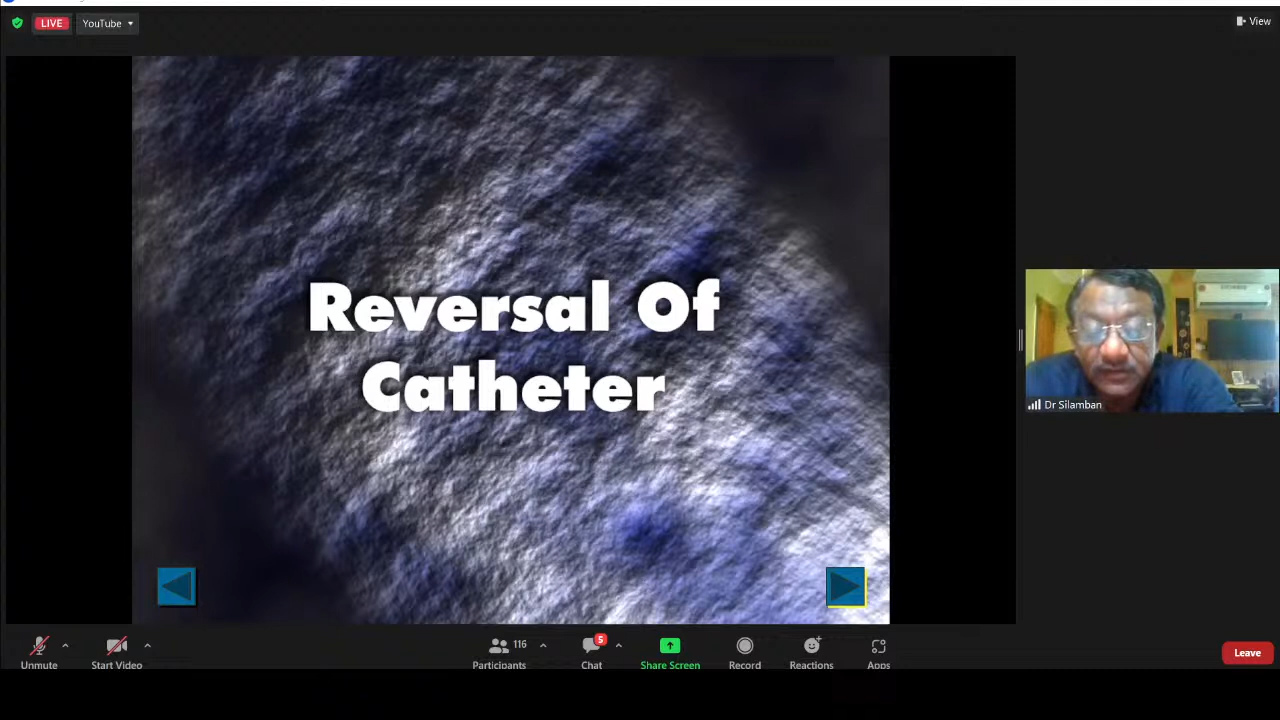 LIVE
YouTube
View
Reversal Of
Catheter
Dr Silamban
Unmute
Start Video
116
Participants
5
Chat
Share Screen
Record
Reactions
Apps
Leave